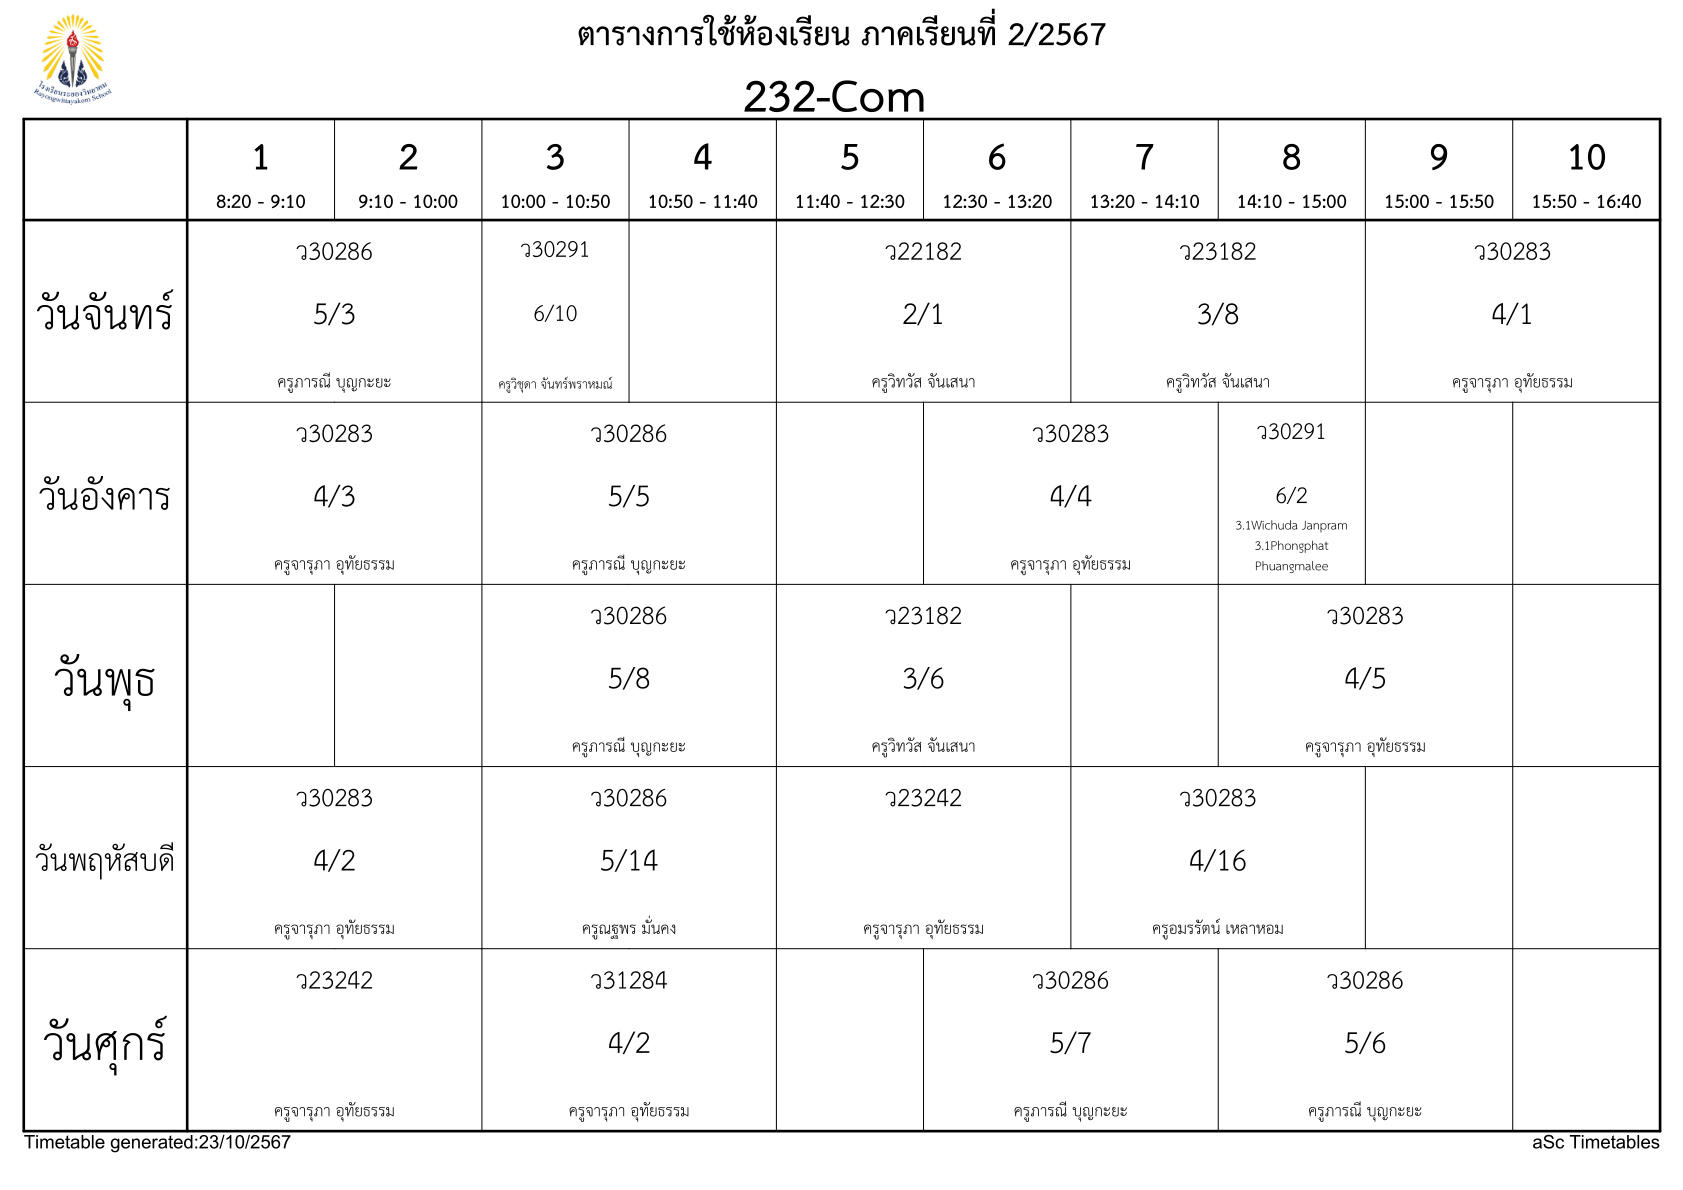 ตารางการใช้ห้องเรียน ภาคเรียนที่ 2/2567
โรงเรียนระยองวิทยาคม
Rayongwittayakom School
232-Com
1 2 3 4 5 6 7 8 9 10
8:20 - 9:10 9:10 - 10:00 10:00 - 10:50 10:50 - 11:40 11:40 - 12:30 12:30 - 13:20 13:20 - 14:10 14:10 - 15:00 15:00 - 15:50 15:50 - 16:40
วันจันทร์
ว30286 ว30291 ว22182 ว23182 ว30283
5/3 6/10 2/1 3/8 4/1
ครูภารณี บุญกะยะ ครูวิชุดา จันทร์พราหมณ์ ครูวิทวัส จันเสนา ครูวิทวัส จันเสนา ครูจารุภา อุทัยธรรม
วันอังคาร
ว30283 ว30286 ว30283 ว30291
4/3 5/5 4/4 6/2
3.1Wichuda Janpram
3.1Phongphat
Phuangmalee
ครูจารุภา อุทัยธรรม ครูภารณี บุญกะยะ ครูจารุภา อุทัยธรรม
วันพุธ
ว30286 ว23182 ว30283
5/8 3/6 4/5
ครูภารณี บุญกะยะ ครูวิทวัส จันเสนา ครูจารุภา อุทัยธรรม
วันพฤหัสบดี
ว30283 ว30286 ว23242 ว30283
4/2 5/14 4/16
ครูจารุภา อุทัยธรรม ครูณฐพร มั่นคง ครูจารุภา อุทัยธรรม ครูอมรรัตน์ เหลาหอม
วันศุกร์
ว23242 ว31284 ว30286 ว30286
4/2 5/7 5/6
ครูจารุภา อุทัยธรรม ครูจารุภา อุทัยธรรม ครูภารณี บุญกะยะ ครูภารณี บุญกะยะ
Timetable generated:23/10/2567 aSc Timetables